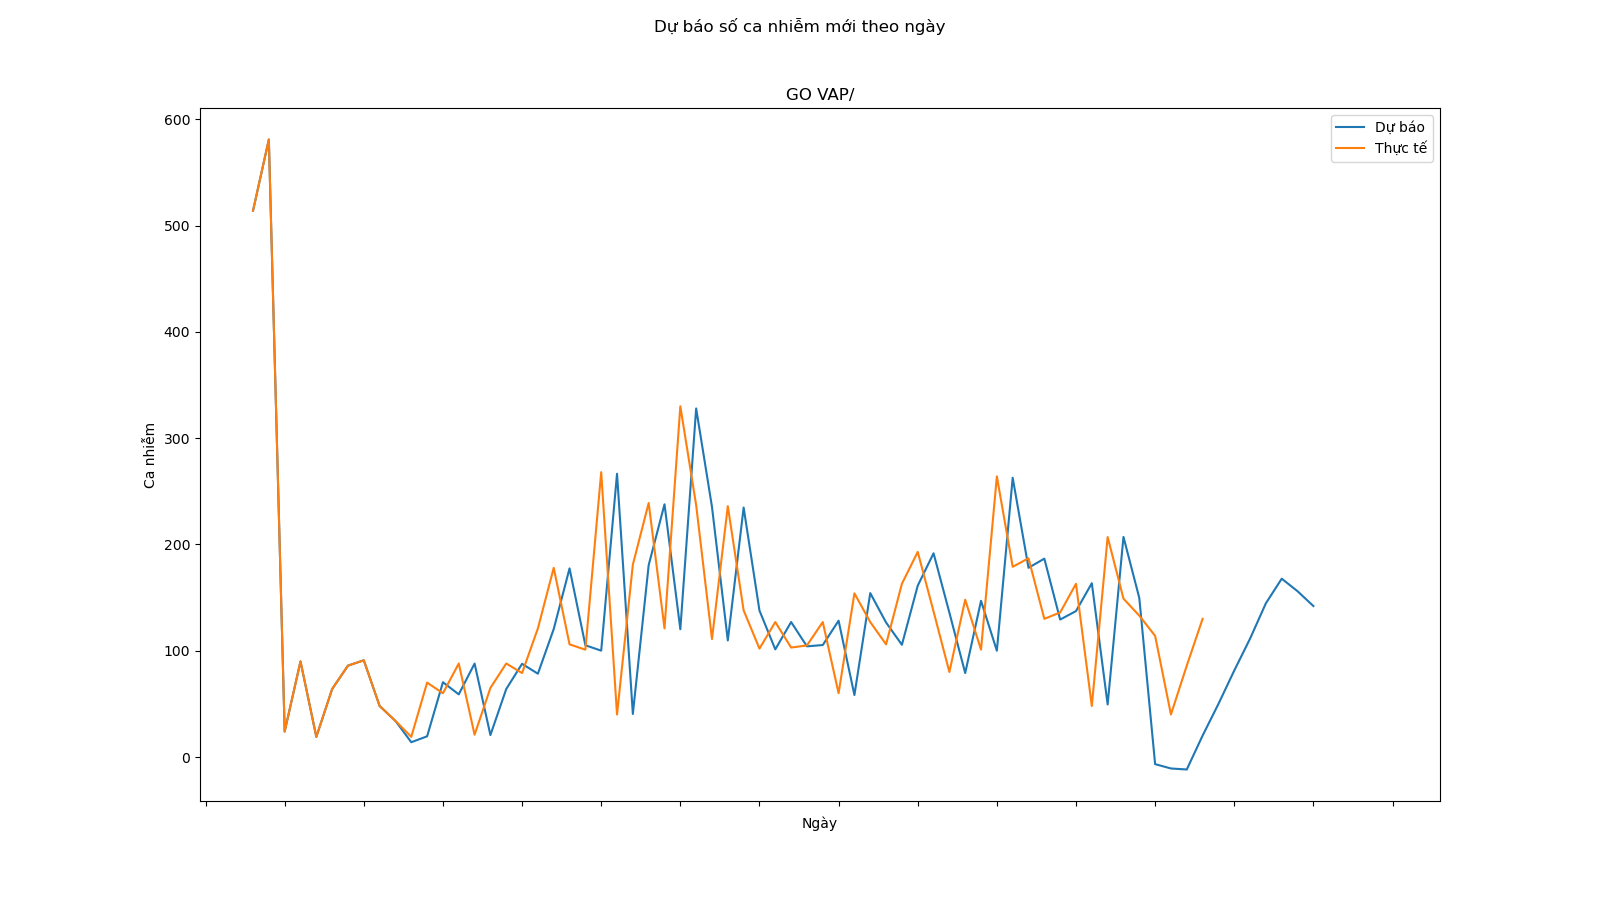 Dự báo số ca nhiễm mới theo ngày
GO VAP/
600
500
400
300
200
100
0
Ca nhiễm
Dự báo
Thực tế
Ngày